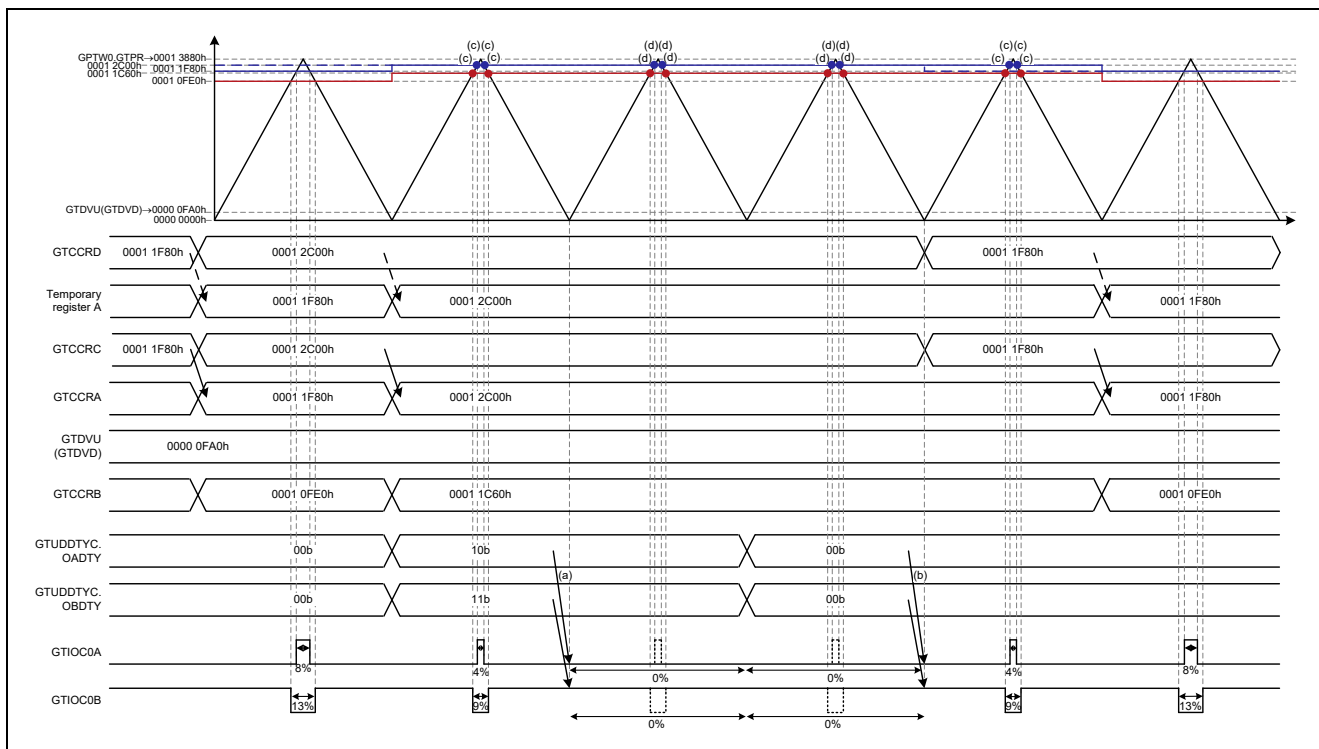 (c)(c) (d)(d) (d)(d) (c)(c)
GPTW0.GTPR→0001 3880h
0001 2C00h 0001 1F80h (c) (c) (d) (d) (d) (d) (c) (c)
0001 1C60h 0001 0FE0h
GTDVU(GTDVD)→0000 0FA0h
0000 0000h
GTCCRD 0001 1F80h 0001 2C00h 0001 1F80h
Temporary
register A 0001 1F80h 0001 2C00h 0001 1F80h
GTCCRC 0001 1F80h 0001 2C00h 0001 1F80h
GTCCRA 0001 1F80h 0001 2C00h 0001 1F80h
GTDVU
(GTDVD) 0000 0FA0h
GTCCRB 0001 0FE0h 0001 1C60h 0001 0FE0h
GTUDDTYC.
OADTY 00b 10b 00b
(a) (b)
GTUDDTYC.
OBDTY 00b 11b 00b
GTIOC0A
8% 4% 0% 0% 4% 8%
GTIOC0B
13% 9% 0% 0% 9% 13%